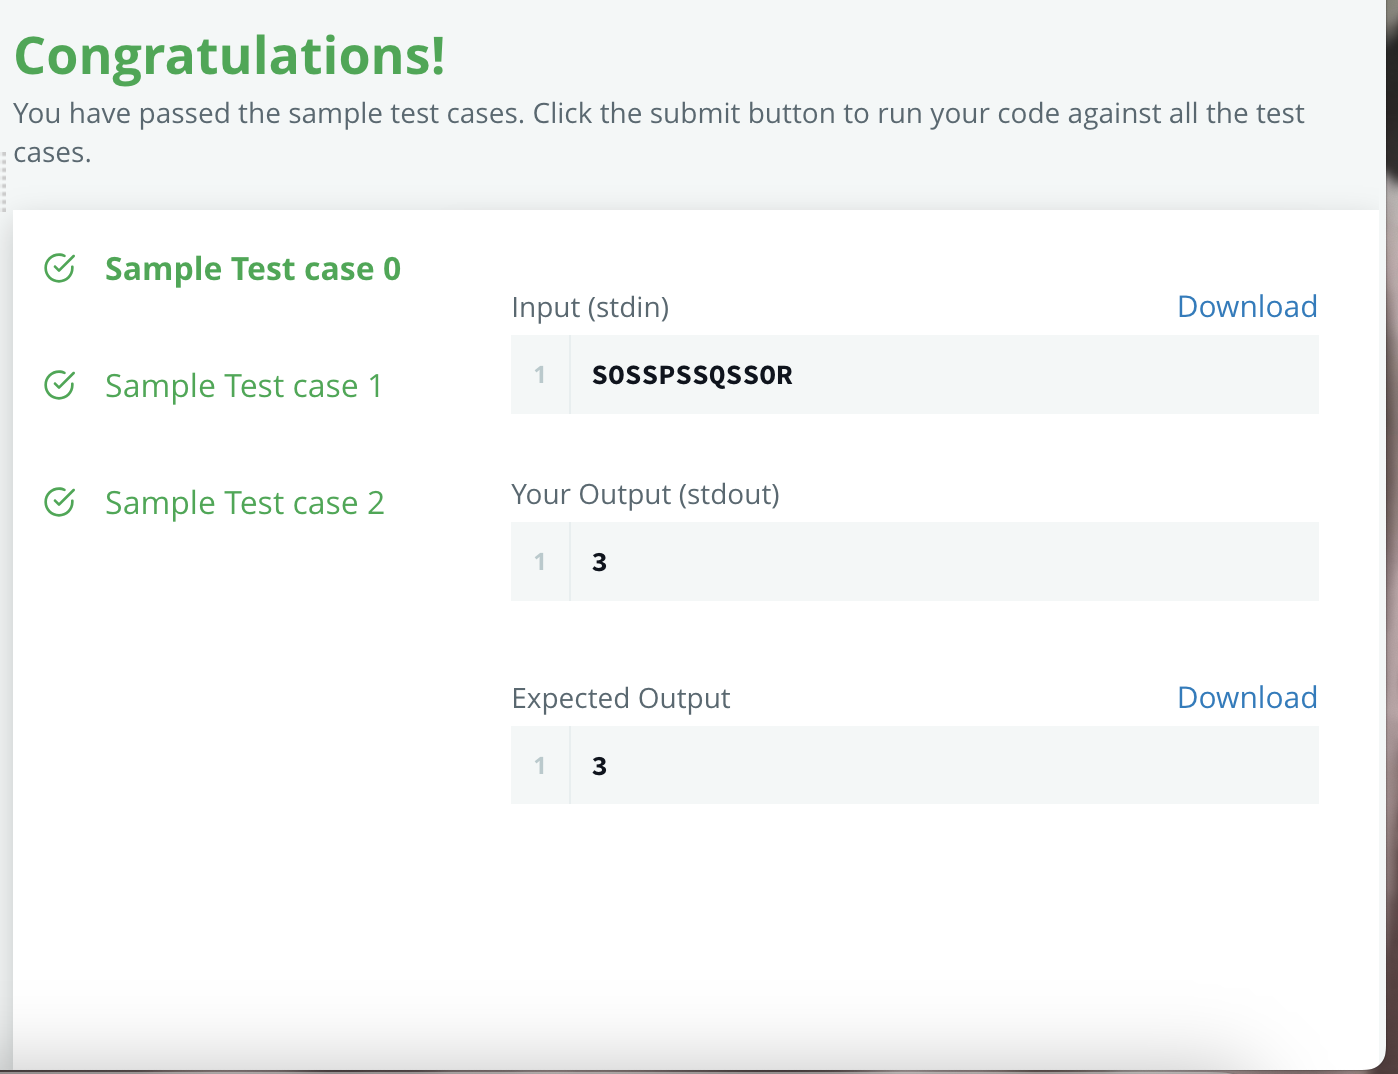 Congratulations!
You have passed the sample test cases. Click the submit button to run your code against all the test
cases.
Sample Test case 0
Sample Test case 1
Sample Test case 2
Input (stdin)
Download
1 SOSSPSSQSSOR
Your Output (stdout)
1 3
Expected Output
Download
1 3